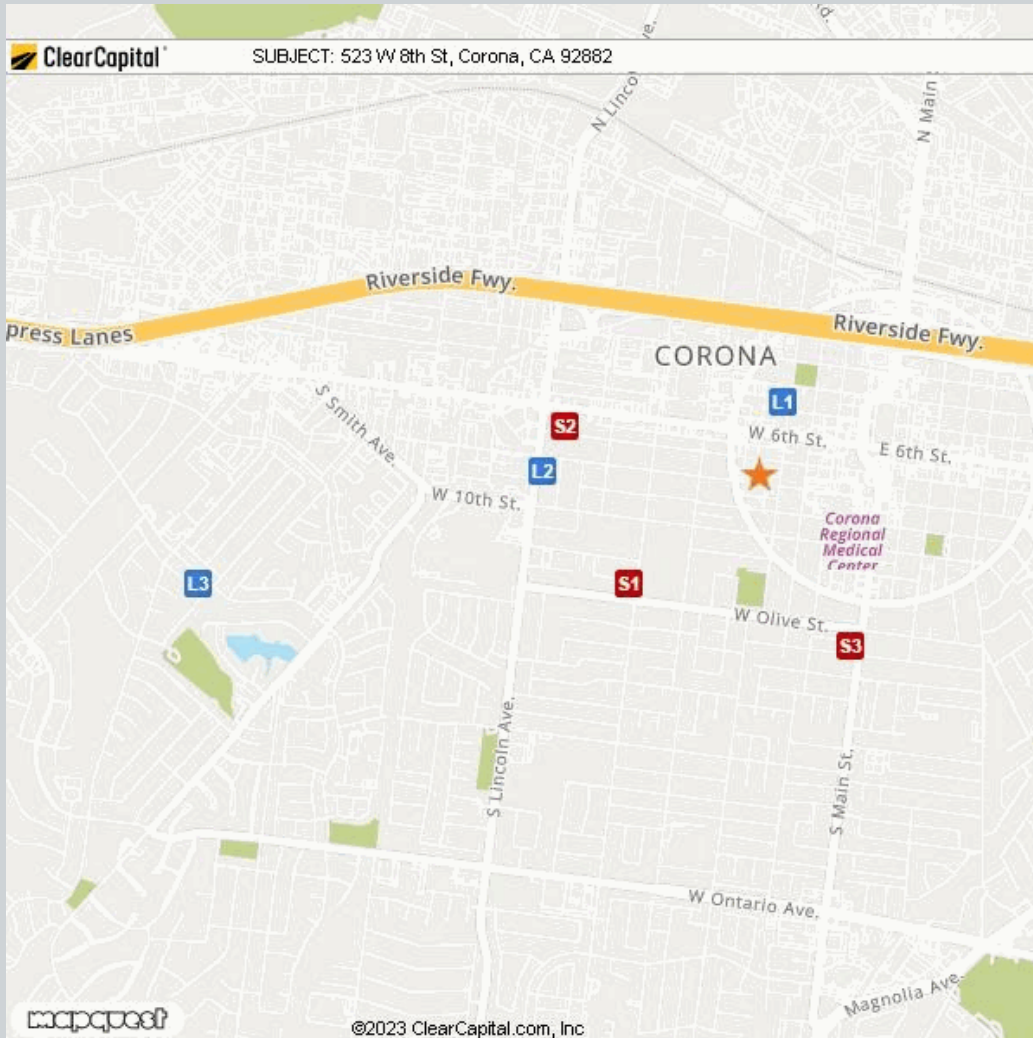 ClearCapital
SUBJECT: 523 W 8th St, Corona, CA 92882
N Lincoln Ave.
Rd.
N Main S
Riverside Fwy.
press Lanes
Riverside Fwy.
CORONA
L1
S Smith Ave.
S2
W 6th St.
E 6th St.
L2
W 10th St.
Corona
Regional
Medical
Center
L3
S1
W Olive St.
S3
S Lincoln Ave.
S Main St.
W Ontario Ave.
Magnolia Ave.
mapquest
©2023 ClearCapital.com, Inc